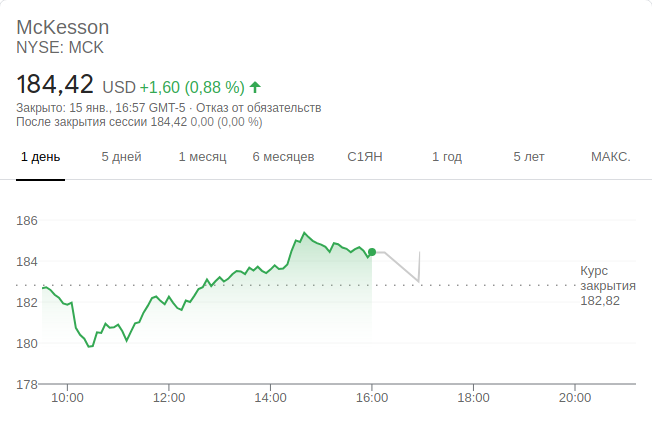 McKesson
NYSE: MCK
184,42 USD +1,60 (0,88 %)
Закрыто: 15 янв., 16:57 GMT-5 · Отказ от обязательств
После закрытия сессии 184,42 0,00 (0,00 %)
1 день 5 дней 1 месяц 6 месяцев С1ЯН 1 год 5 лет МАКС.
186
184
Курс
закрытия
182,82
182
180
178
10:00 12:00 14:00 16:00 18:00 20:00